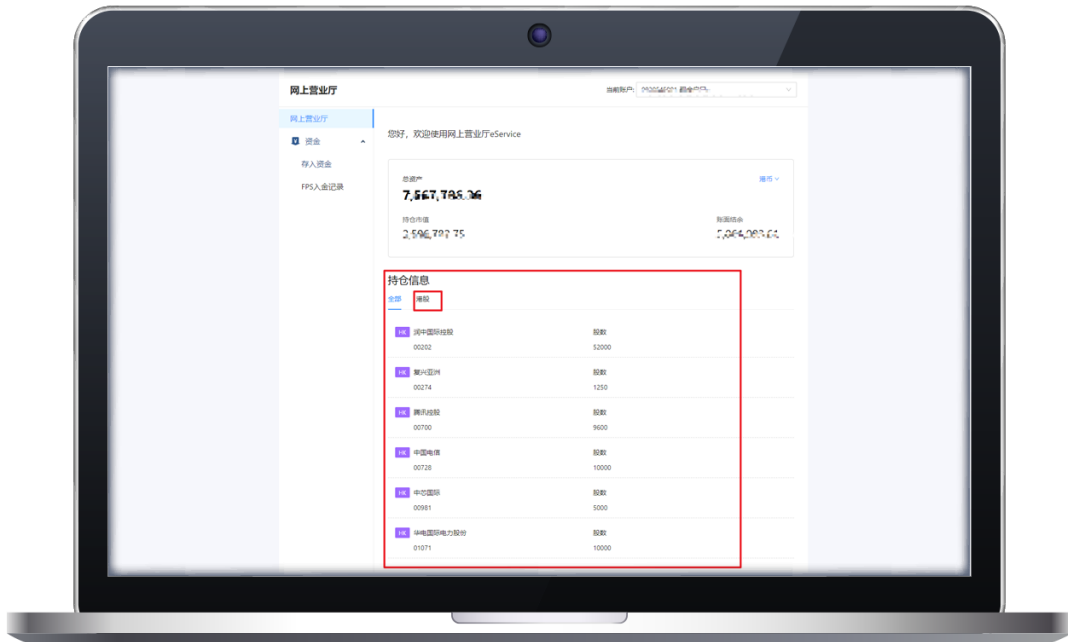 网上营业厅
当前账户:
网上营业厅
资金
存入资金
FPS入金记录
您好，欢迎使用网上营业厅eService
总资产
港币
持仓市值
账面结余
持仓信息
全部 港股
HK 润中国际控股 股数
00202 52000
HK 复兴亚洲 股数
00274 1250
HK 腾讯控股 股数
00700 9600
HK 中国电信 股数
00728 10000
HK 中芯国际 股数
00981 5000
HK 华电国际电力股份 股数
01071 10000